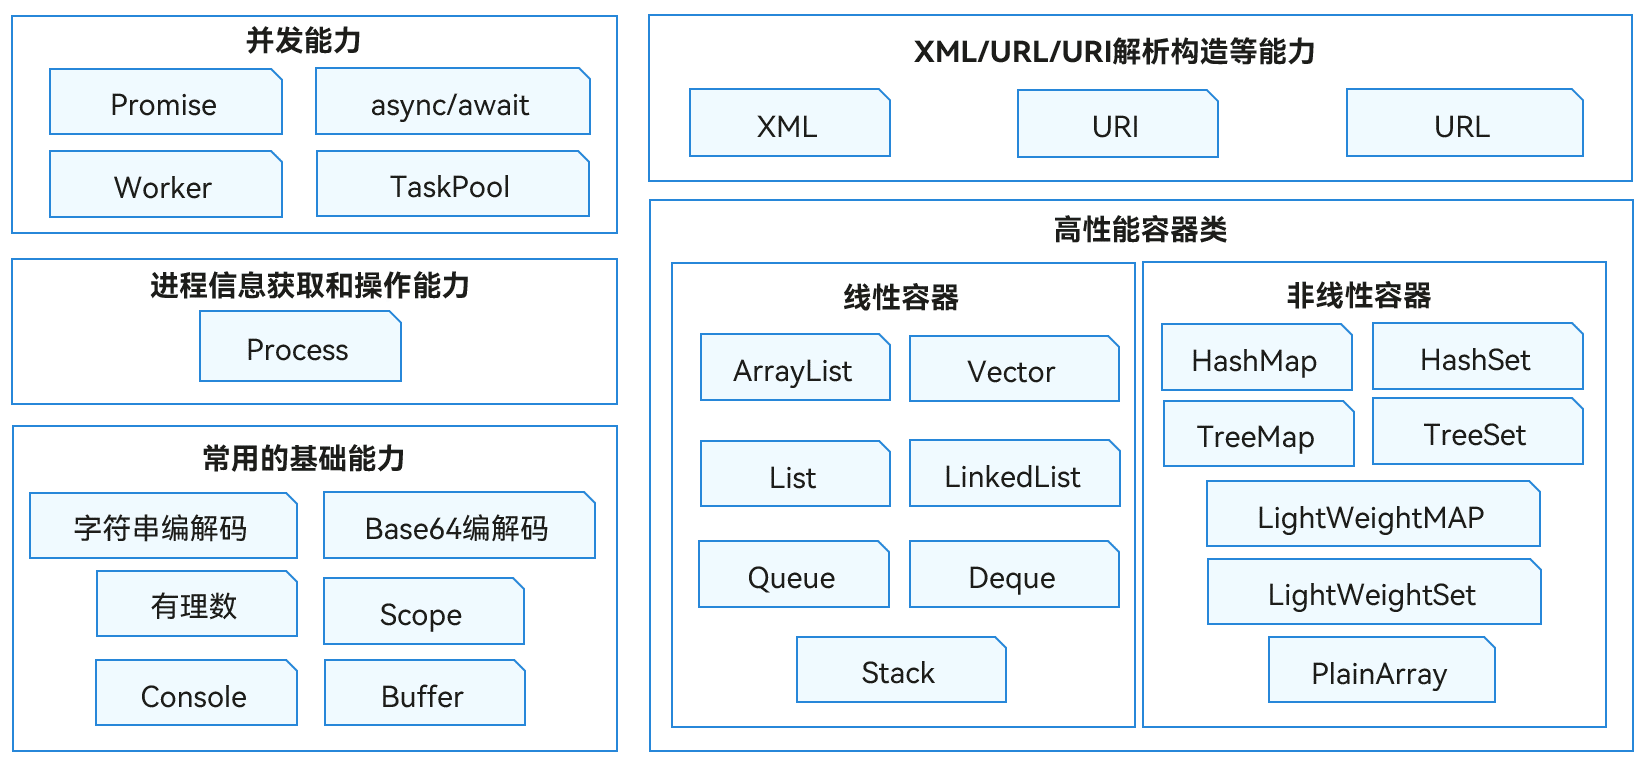 并发能力
Promise
async/await
Worker
TaskPool
进程信息获取和操作能力
Process
常用的基础能力
字符串编解码
Base64编解码
有理数
Scope
Console
Buffer
XML/URL/URI解析构造等能力
XML
URI
URL
高性能容器类
线性容器
ArrayList
Vector
List
LinkedList
Queue
Deque
Stack
非线性容器
HashMap
HashSet
TreeMap
TreeSet
LightWeightMAP
LightWeightSet
PlainArray